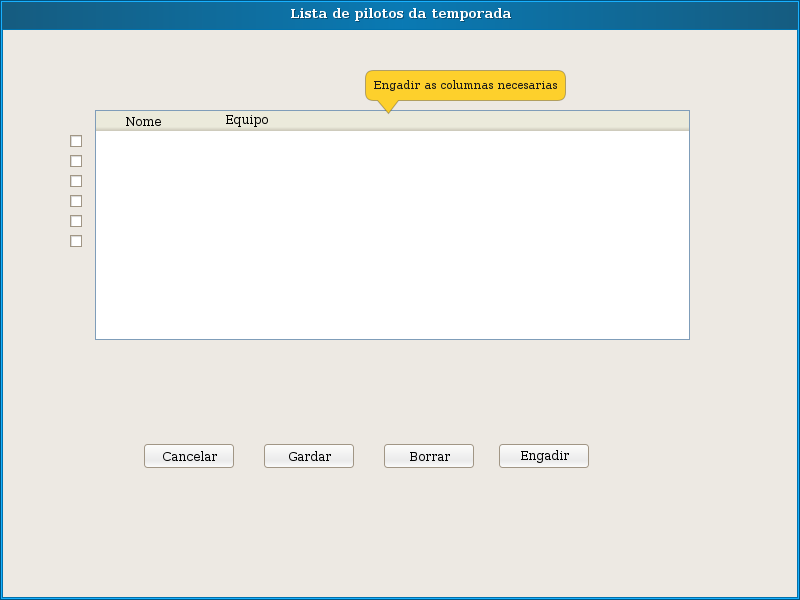 Lista de pilotos da temporada
Engadir as columnas necesarias
Nome Equipo
Cancelar Gardar Borrar Engadir